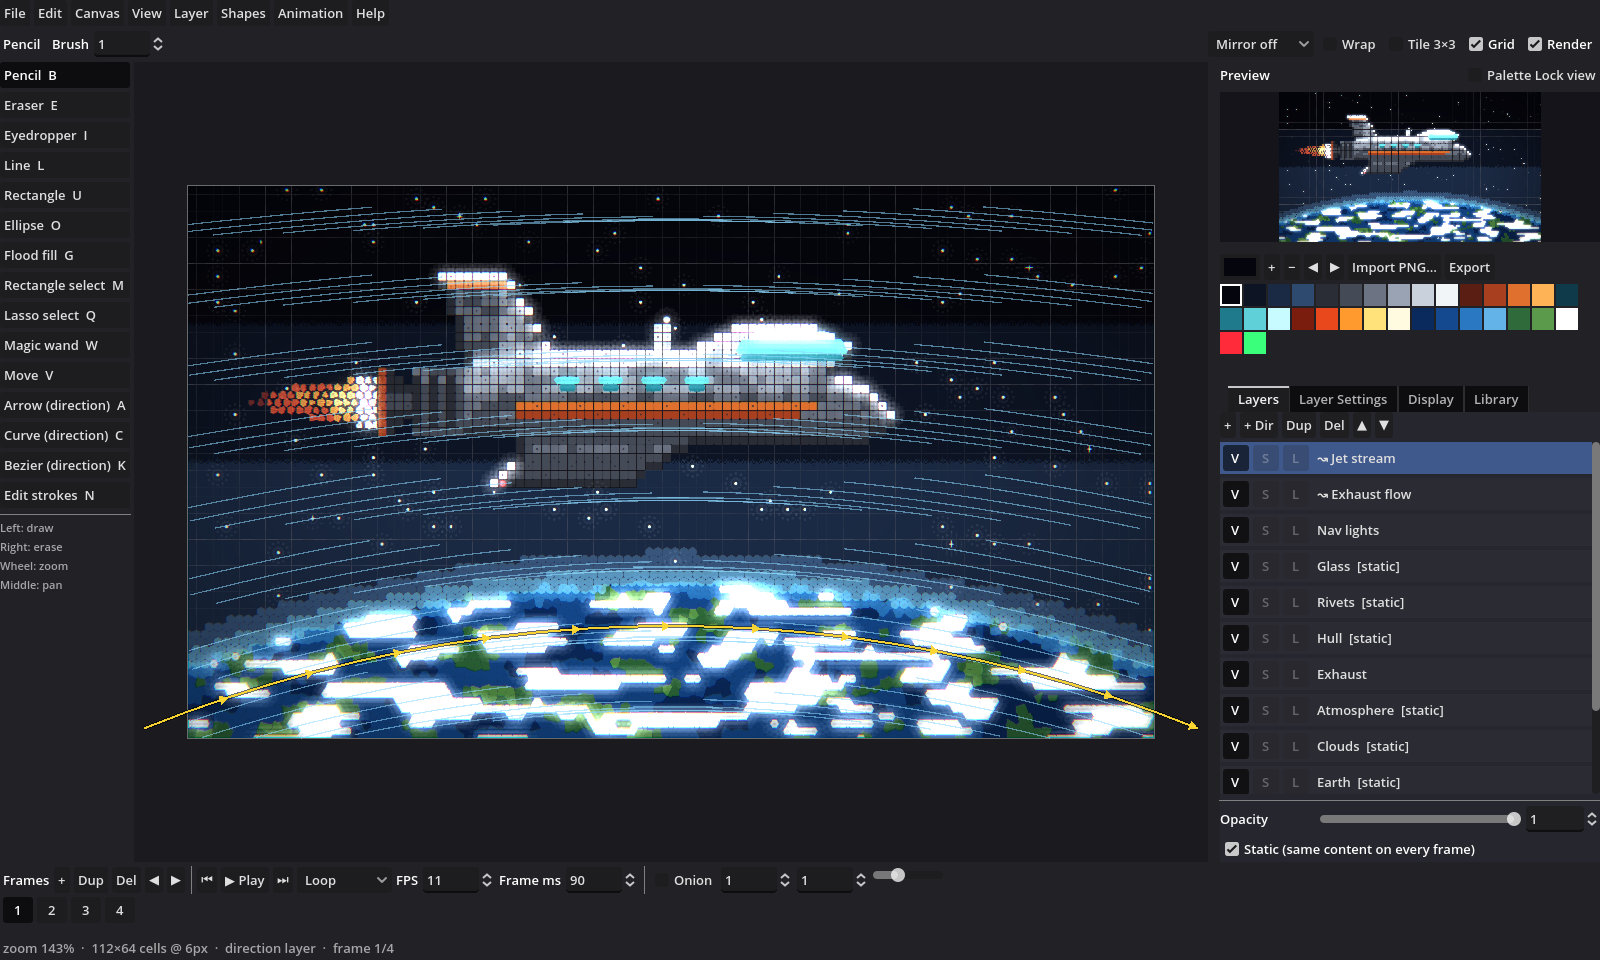 File Edit Canvas View Layer Shapes Animation Help
Pencil Brush 1
Mirror off Wrap Tile 3×3 Grid Render
Pencil B
Eraser E
Eyedropper I
Line L
Rectangle U
Ellipse O
Flood fill G
Rectangle select M
Lasso select Q
Magic wand W
Move V
Arrow (direction) A
Curve (direction) C
Bezier (direction) K
Edit strokes N
Left: draw
Right: erase
Wheel: zoom
Middle: pan
Preview Palette Lock view
+ − ◀ ▶ Import PNG... Export
Layers Layer Settings Display Library
+ + Dir Dup Del ▲ ▼
V S L ↝ Jet stream
V S L ↝ Exhaust flow
V S L Nav lights
V S L Glass [static]
V S L Rivets [static]
V S L Hull [static]
V S L Exhaust
V S L Atmosphere [static]
V S L Clouds [static]
V S L Earth [static]
Opacity 1
Static (same content on every frame)
Frames + Dup Del ◀ ▶ ⏮ ▶ Play ⏭ Loop FPS 11 Frame ms 90 Onion 1 1
1 2 3 4
zoom 143% · 112×64 cells @ 6px · direction layer · frame 1/4